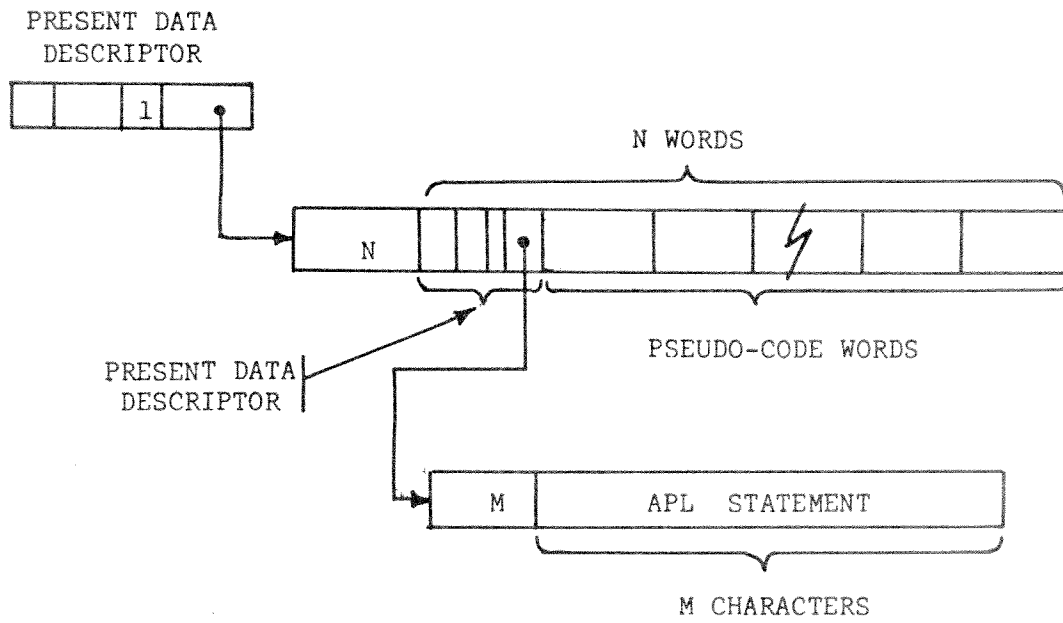 PRESENT DATA
DESCRIPTOR
1
N WORDS
N
PSEUDO-CODE WORDS
PRESENT DATA
DESCRIPTOR
M
APL STATEMENT
M CHARACTERS